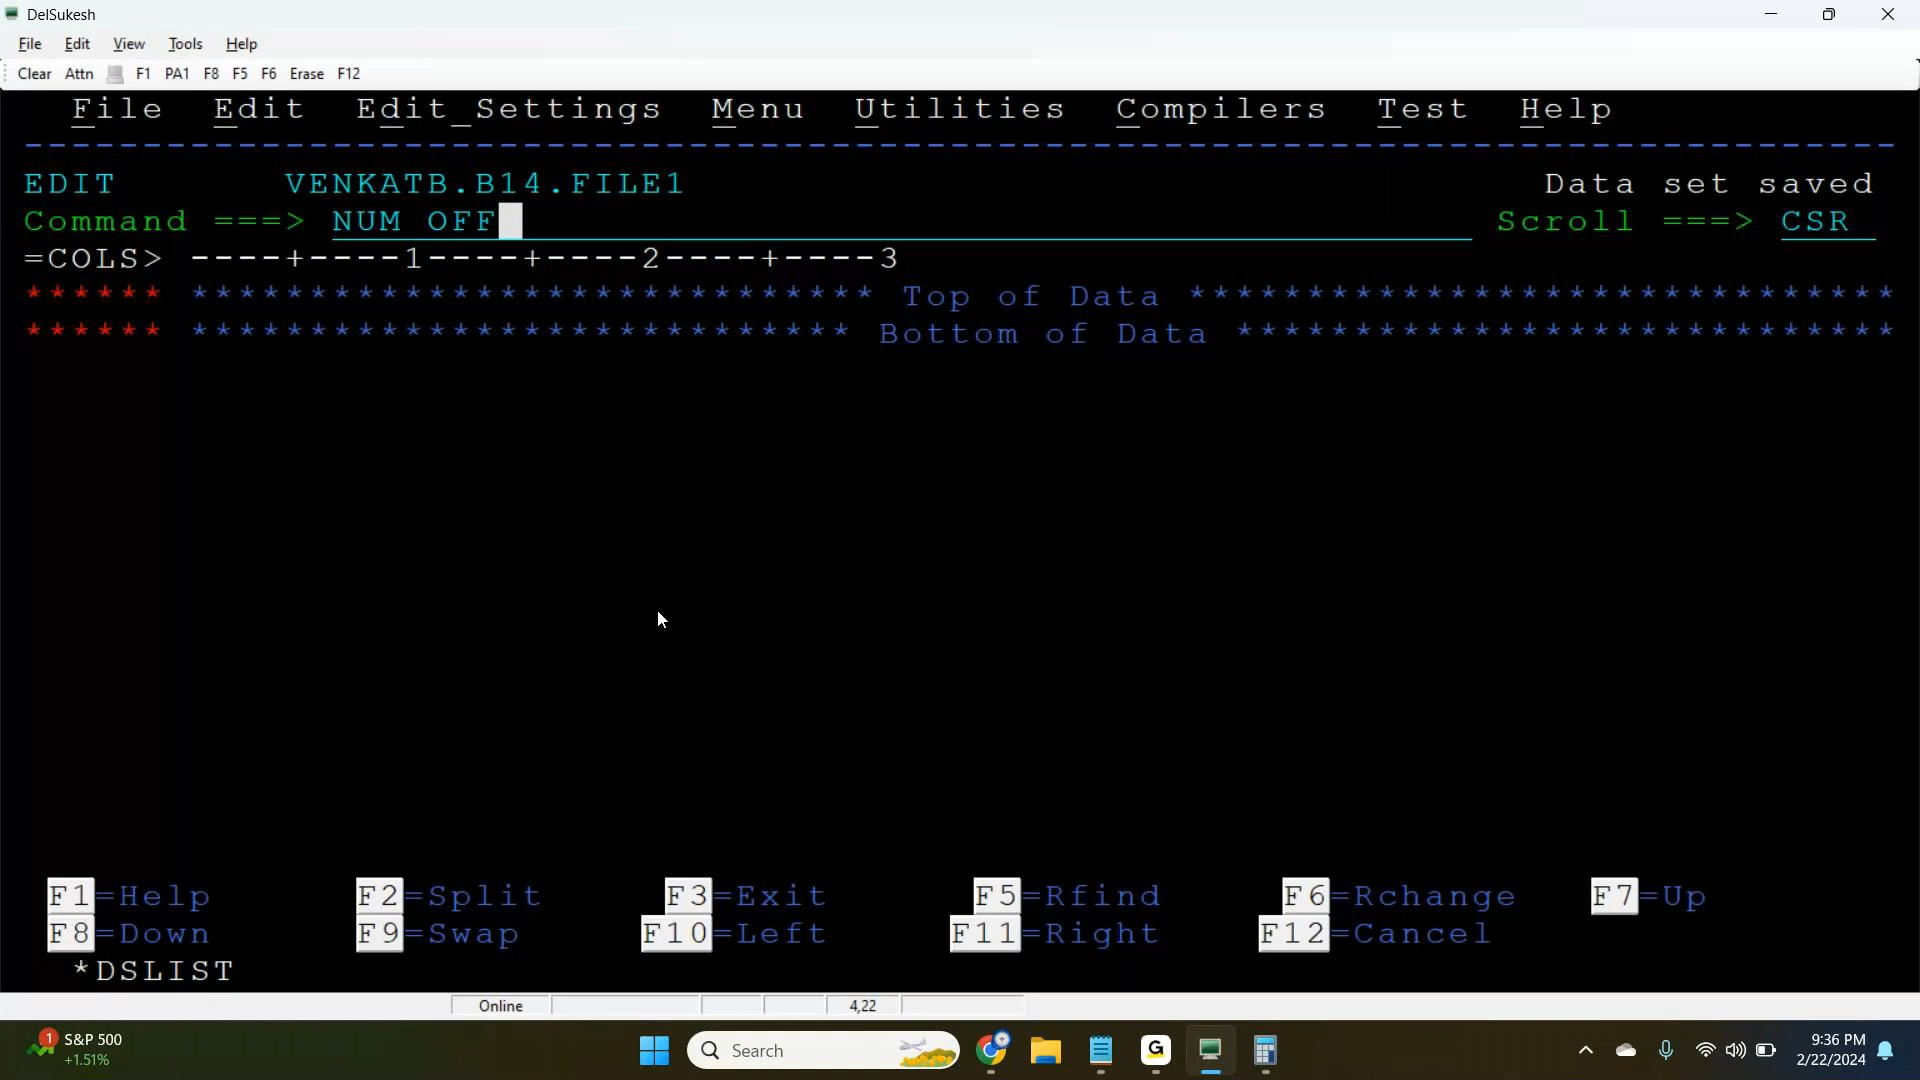 DelSukesh
File Edit View Tools Help
Clear Attn F1 PA1 F8 F5 F6 Erase F12
File Edit Edit_Settings Menu Utilities Compilers Test Help
--------------------------------------------------------------------------------
EDIT VENKATB.B14.FILE1 Data set saved
Command ===> NUM OFF Scroll ===> CSR
=COLS> ----+----1----+----2----+----3
****** ***************************** Top of Data ******************************
****** **************************** Bottom of Data ****************************
F1=Help F2=Split F3=Exit F5=Rfind F6=Rchange F7=Up
F8=Down F9=Swap F10=Left F11=Right F12=Cancel
*DSLIST
Online 4,22
1 S&P 500
+1.51%
Search
G
9:36 PM
2/22/2024